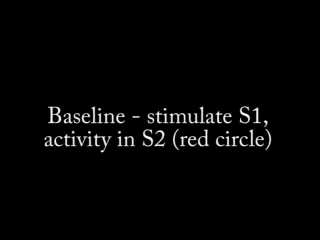 Baseline - stimulate S1,
activity in S2 (red circle)